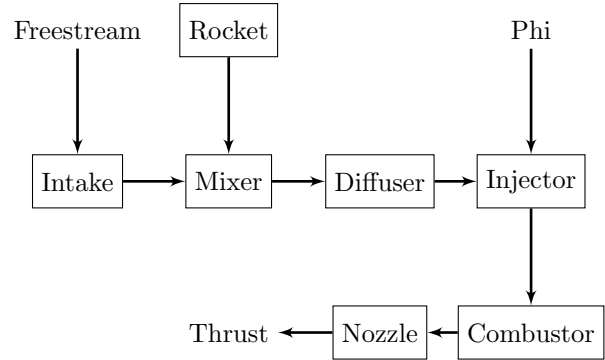 Freestream
Rocket
Phi
Intake
Mixer
Diffuser
Injector
Thrust
Nozzle
Combustor